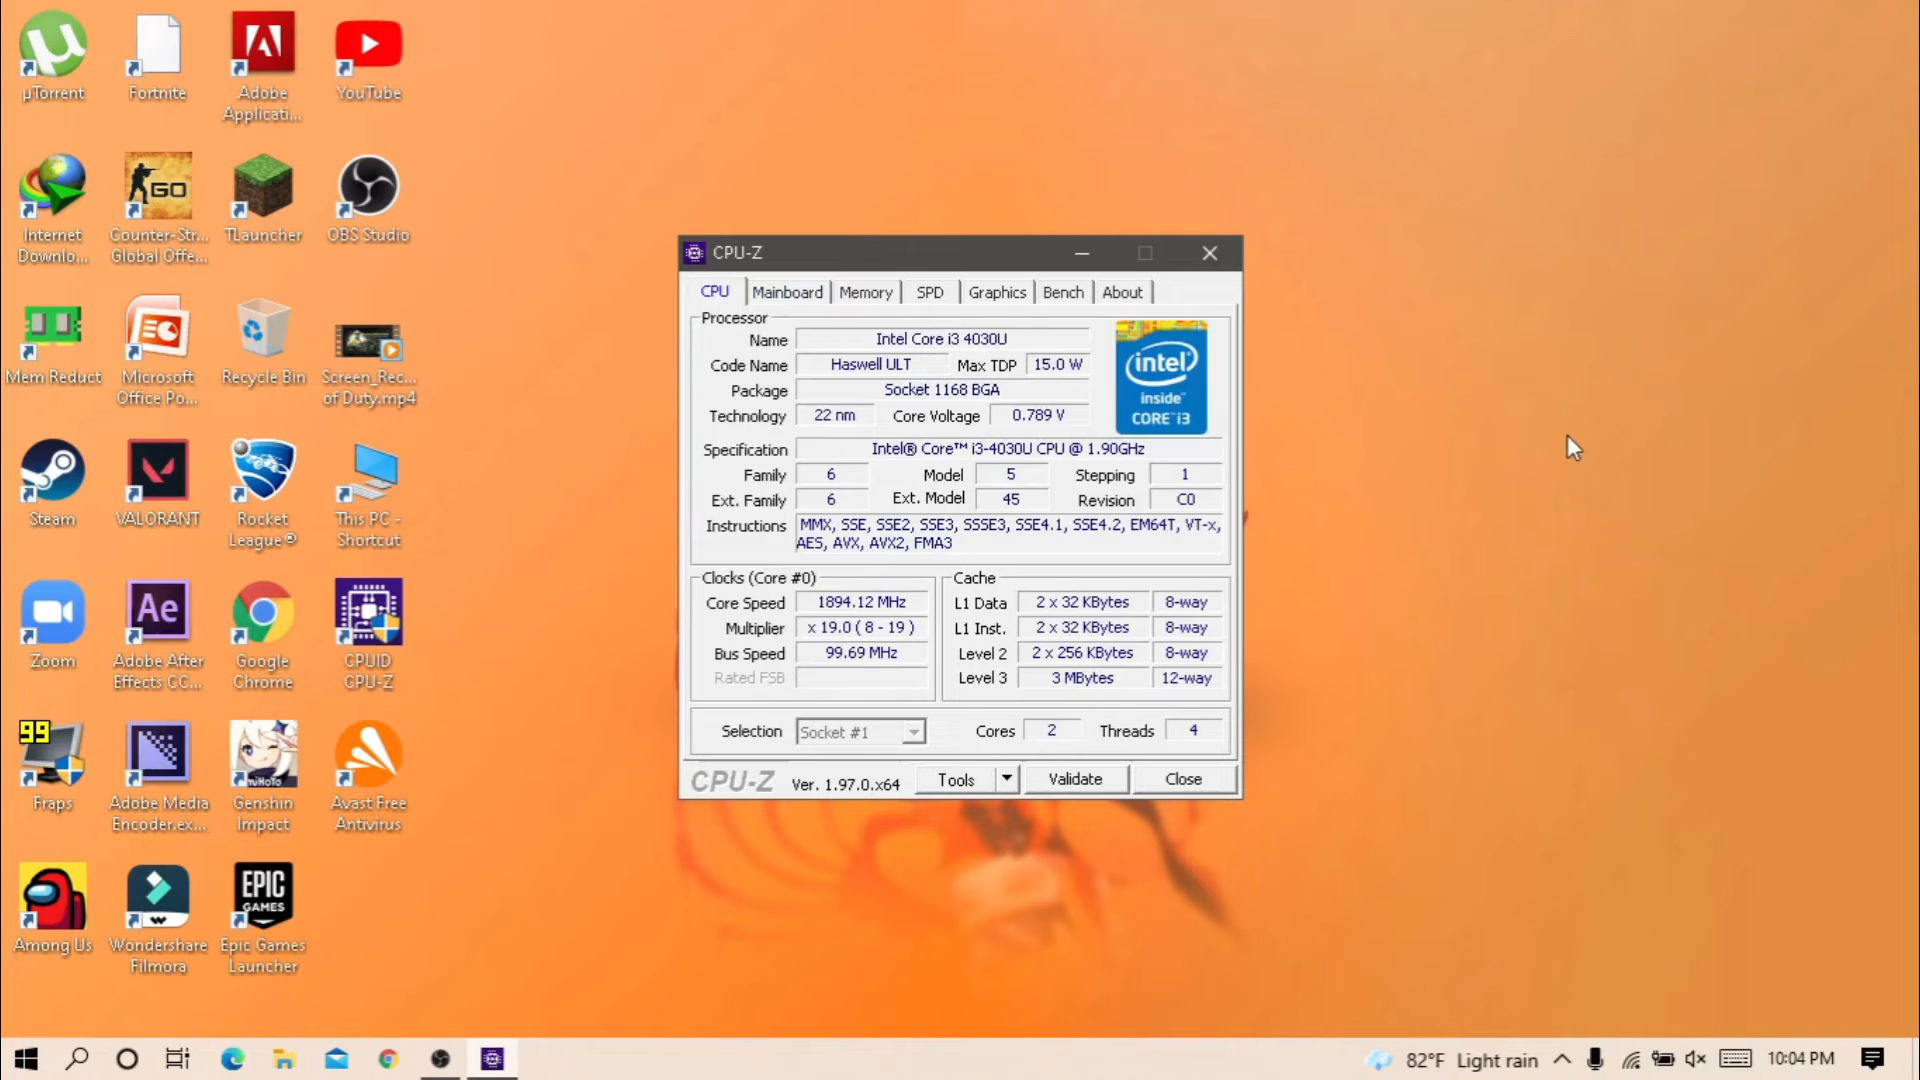 µTorrent
Fortnite
Adobe
Applicati...
YouTube
Internet
Downlo...
GO
Counter-Str...
Global Offe...
TLauncher
OBS Studio
Mem Reduct
Microsoft
Office Po...
Recycle Bin
Screen_Rec...
of Duty.mp4
Steam
VALORANT
Rocket
League®
This PC -
Shortcut
Zoom
Ae
Adobe After
Effects CC...
Google
Chrome
CPUID
CPU-Z
99
Fraps
Adobe Media
Encoder.ex...
miHoYo
Genshin
Impact
Avast Free
Antivirus
Among Us
Wondershare
Filmora
EPIC
GAMES
Epic Games
Launcher
CPU-Z
CPU Mainboard Memory SPD Graphics Bench About
Processor
Name Intel Core i3 4030U
Code Name Haswell ULT Max TDP 15.0 W
Package Socket 1168 BGA
Technology 22 nm Core Voltage 0.789 V
intel
inside™
CORE™i3
Specification Intel® Core™ i3-4030U CPU @ 1.90GHz
Family 6 Model 5 Stepping 1
Ext. Family 6 Ext. Model 45 Revision C0
Instructions MMX, SSE, SSE2, SSE3, SSSE3, SSE4.1, SSE4.2, EM64T, VT-x,
AES, AVX, AVX2, FMA3
Clocks (Core #0)
Core Speed 1894.12 MHz
Multiplier x 19.0 ( 8 - 19 )
Bus Speed 99.69 MHz
Rated FSB
Cache
L1 Data 2 x 32 KBytes 8-way
L1 Inst. 2 x 32 KBytes 8-way
Level 2 2 x 256 KBytes 8-way
Level 3 3 MBytes 12-way
Selection Socket #1 Cores 2 Threads 4
CPU-Z Ver. 1.97.0.x64 Tools Validate Close
82°F Light rain 10:04 PM